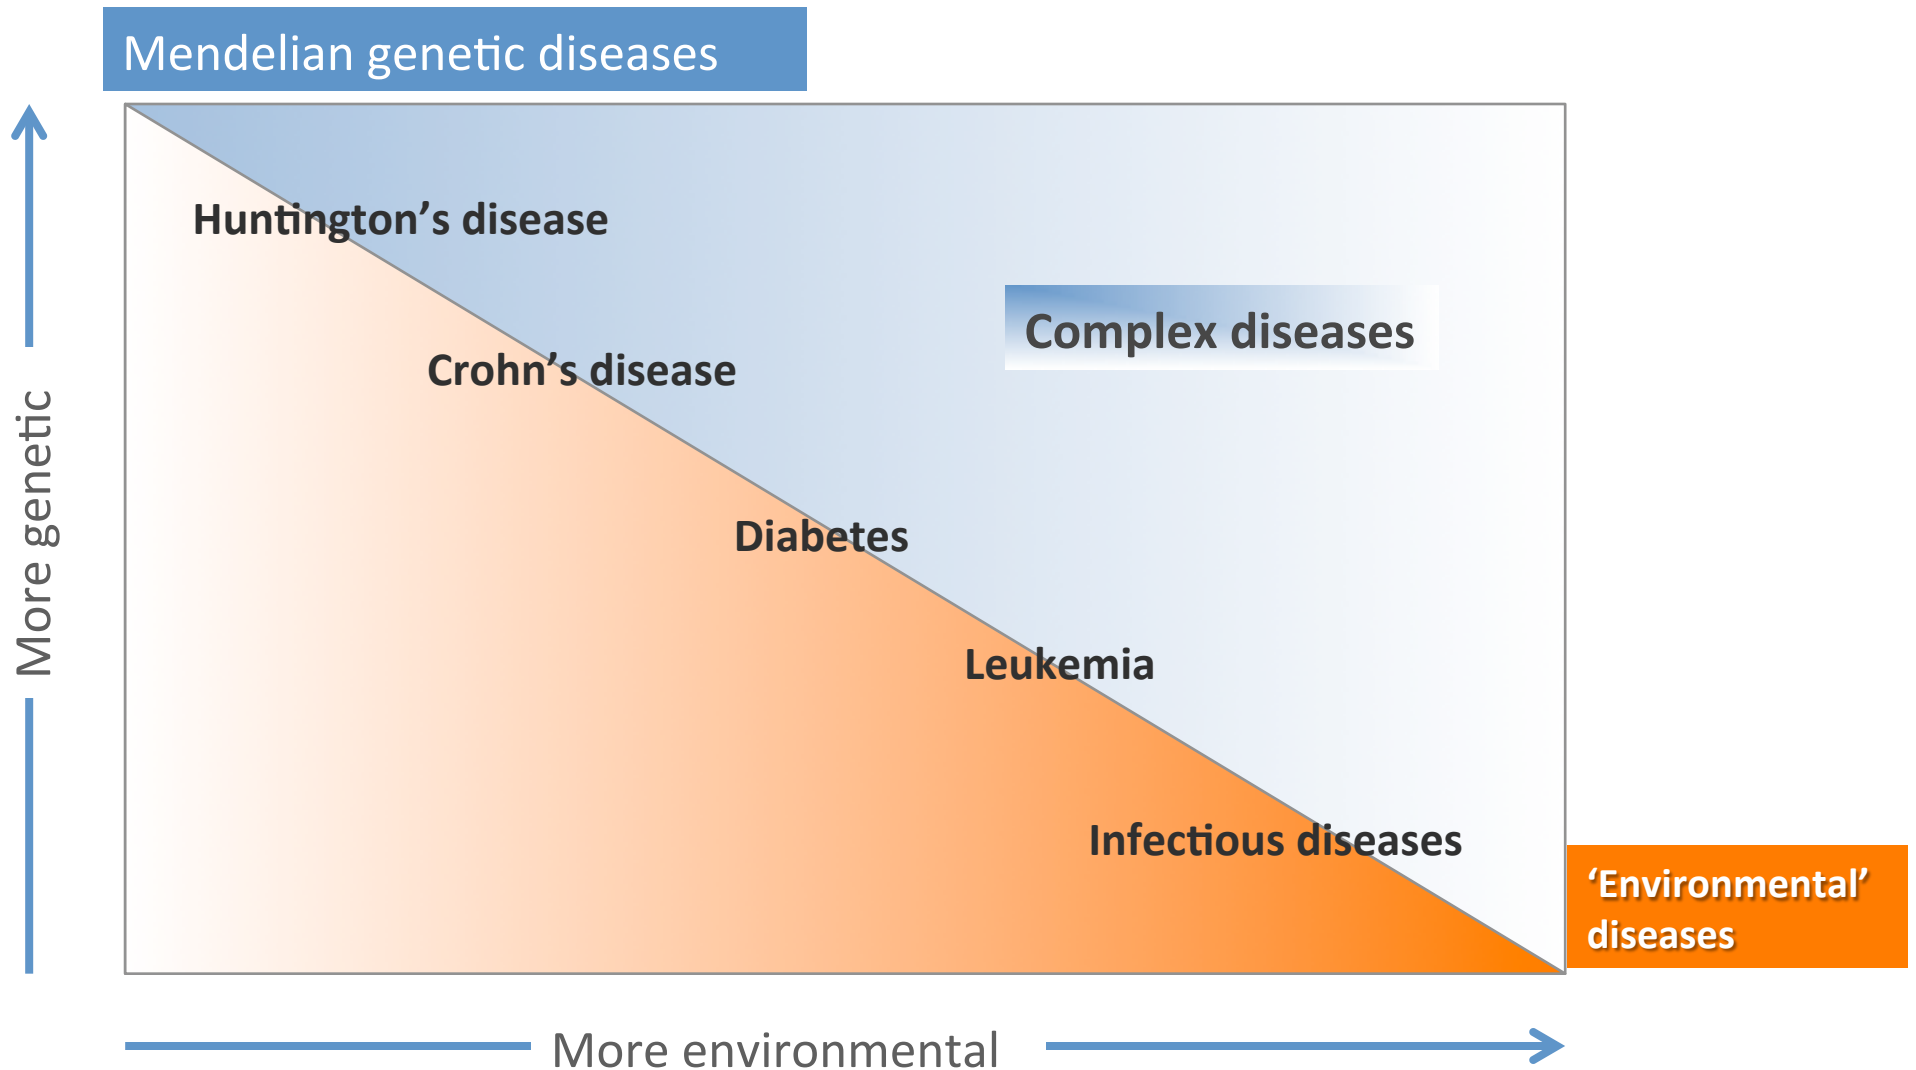 Mendelian genetic diseases
Huntington’s disease
Complex diseases
Crohn’s disease
More genetic
Diabetes
Leukemia
Infectious diseases
‘Environmental’
diseases
More environmental